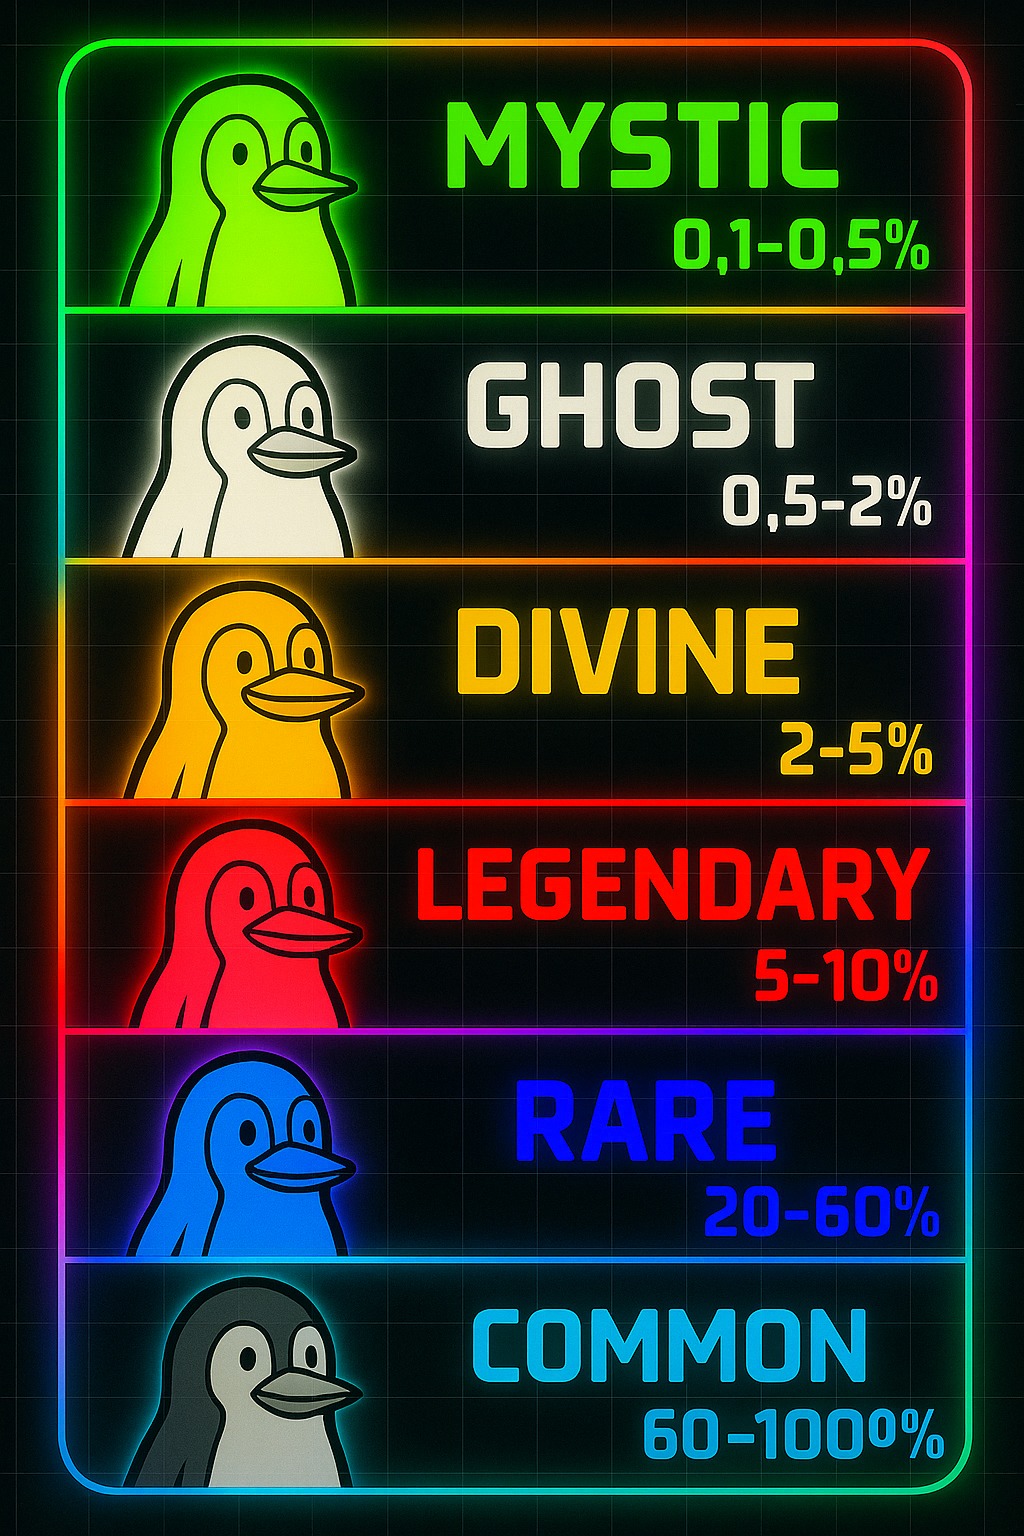 MYSTIC
0,1-0,5%
GHOST
0,5-2%
DIVINE
2-5%
LEGENDARY
5-10%
RARE
20-60%
COMMON
60-100º%